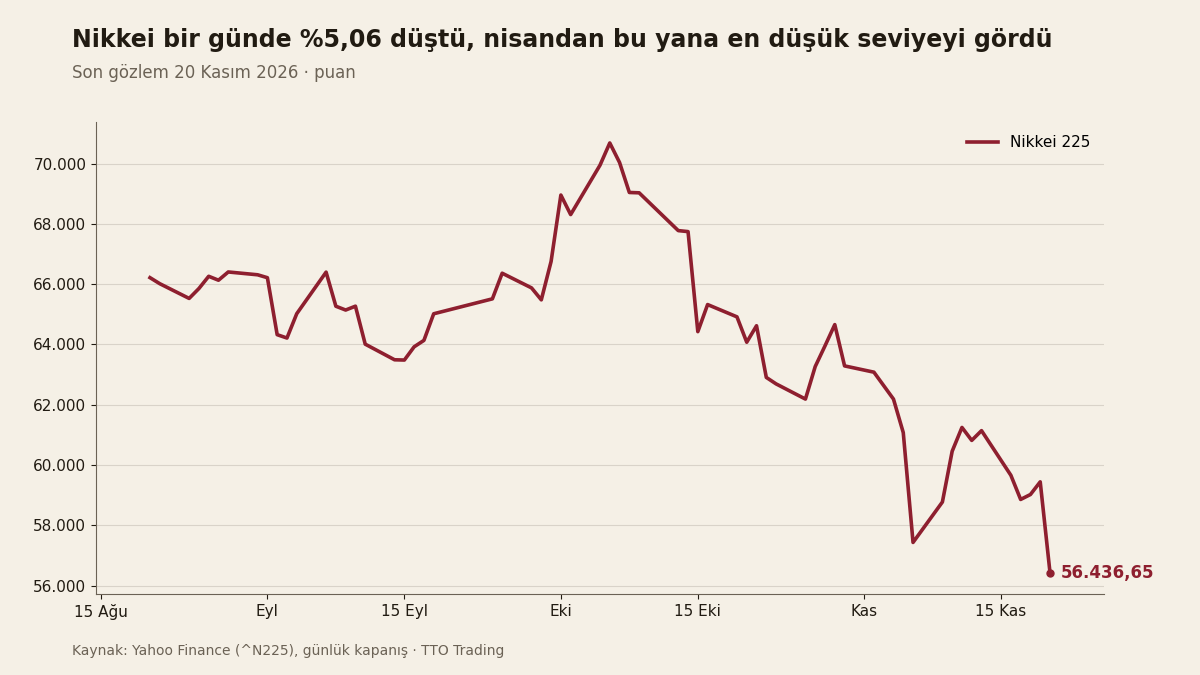 Nikkei bir günde %5,06 düştü, nisandan bu yana en düşük seviyeyi gördü
Son gözlem 20 Kasım 2026 · puan
Nikkei 225
70.000
68.000
66.000
64.000
62.000
60.000
58.000
56.000
56.436,65
15 Ağu
Eyl
15 Eyl
Eki
15 Eki
Kas
15 Kas
Kaynak: Yahoo Finance (^N225), günlük kapanış · TTO Trading